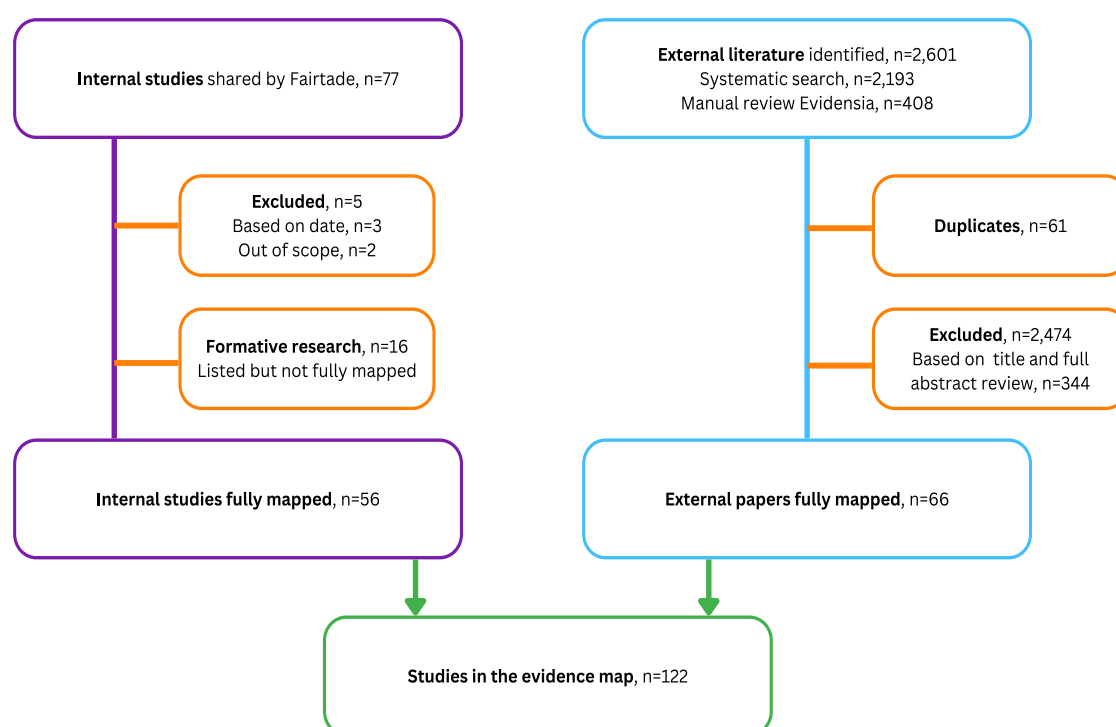 Internal studies shared by Fairtade, n=77
External literature identified, n=2,601
Systematic search, n=2,193
Manual review Evidensia, n=408
Excluded, n=5
Based on date, n=3
Out of scope, n=2
Duplicates, n=61
Formative research, n=16
Listed but not fully mapped
Excluded, n=2,474
Based on title and full
abstract review, n=344
Internal studies fully mapped, n=56
External papers fully mapped, n=66
Studies in the evidence map, n=122